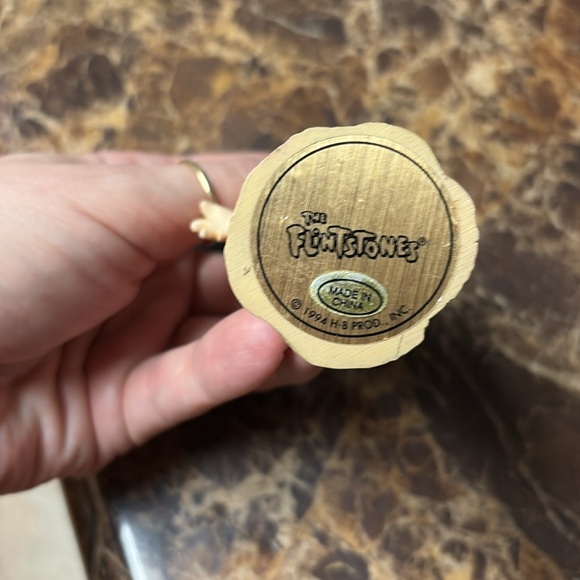 THE
FLINTSTONES®
MADE IN
CHINA
© 1994 H-B PROD., INC.